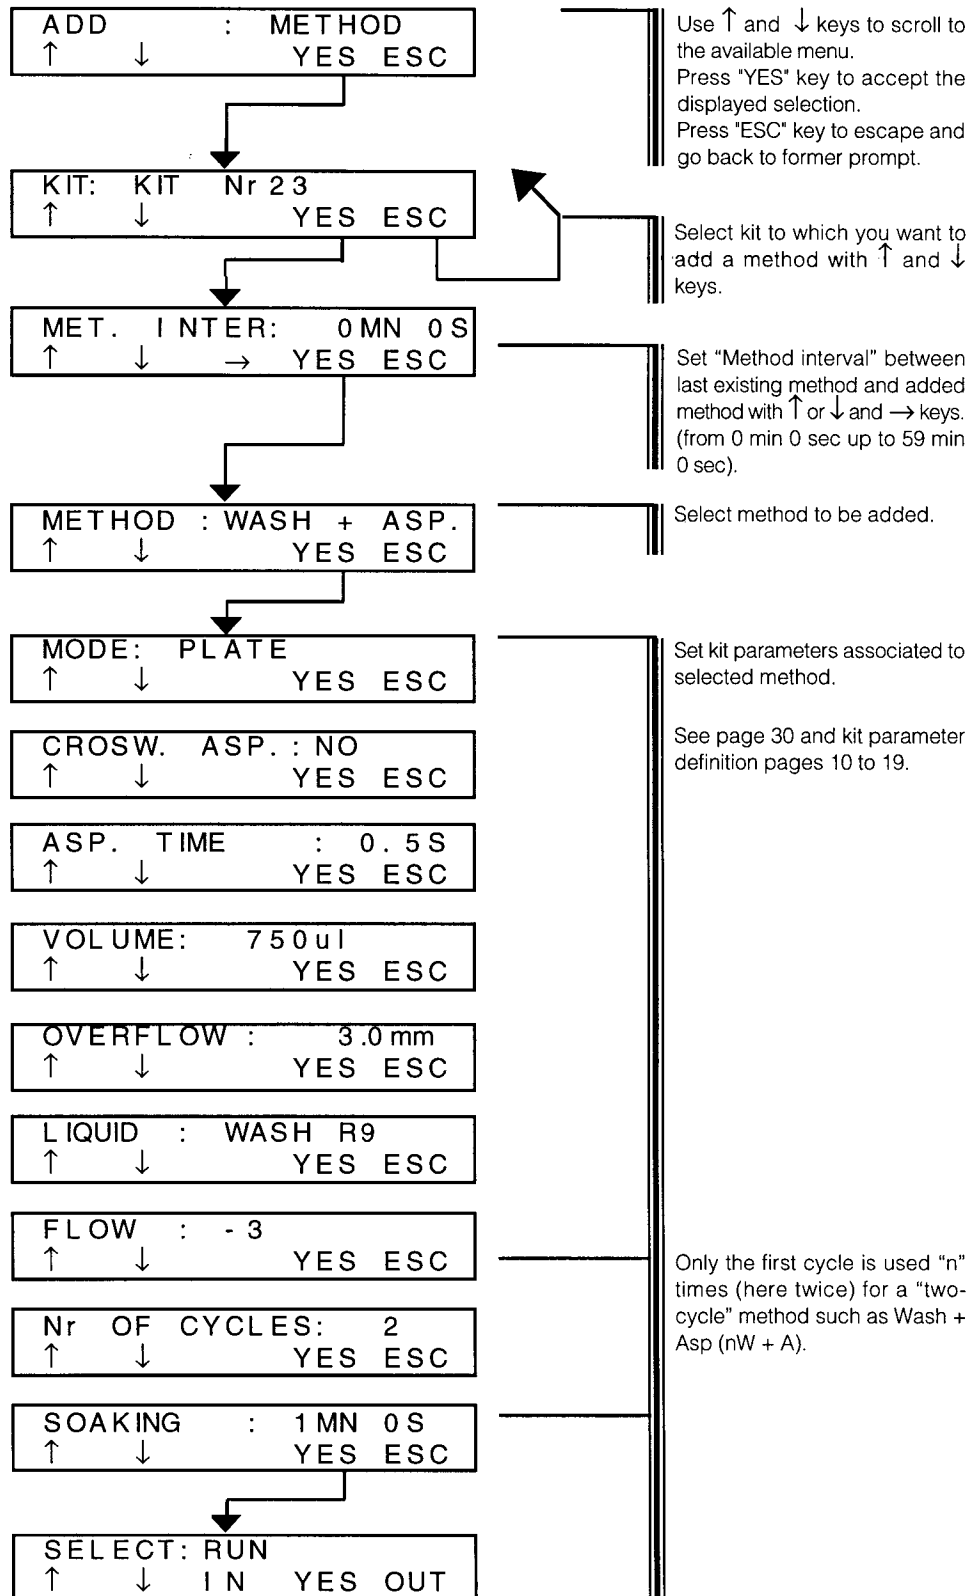 ADD : METHOD
↑ ↓ YES ESC
Use ↑ and ↓ keys to scroll to
the available menu.
Press "YES" key to accept the
displayed selection.
Press "ESC" key to escape and
go back to former prompt.
KIT: KIT Nr 23
↑ ↓ YES ESC
Select kit to which you want to
add a method with ↑ and ↓
keys.
MET. INTER: 0MN 0S
↑ ↓ → YES ESC
Set “Method interval” between
last existing method and added
method with ↑ or ↓ and → keys.
(from 0 min 0 sec up to 59 min
0 sec).
METHOD : WASH + ASP.
↑ ↓ YES ESC
Select method to be added.
MODE: PLATE
↑ ↓ YES ESC
Set kit parameters associated to
selected method.
See page 30 and kit parameter
definition pages 10 to 19.
CROSW. ASP. : NO
↑ ↓ YES ESC
ASP. TIME : 0.5S
↑ ↓ YES ESC
VOLUME: 750ul
↑ ↓ YES ESC
OVERFLOW : 3.0mm
↑ ↓ YES ESC
LIQUID : WASH R9
↑ ↓ YES ESC
FLOW : - 3
↑ ↓ YES ESC
Only the first cycle is used “n”
times (here twice) for a “two-
cycle” method such as Wash +
Asp (nW + A).
Nr OF CYCLES: 2
↑ ↓ YES ESC
SOAKING : 1MN 0S
↑ ↓ YES ESC
SELECT: RUN
↑ ↓ IN YES OUT